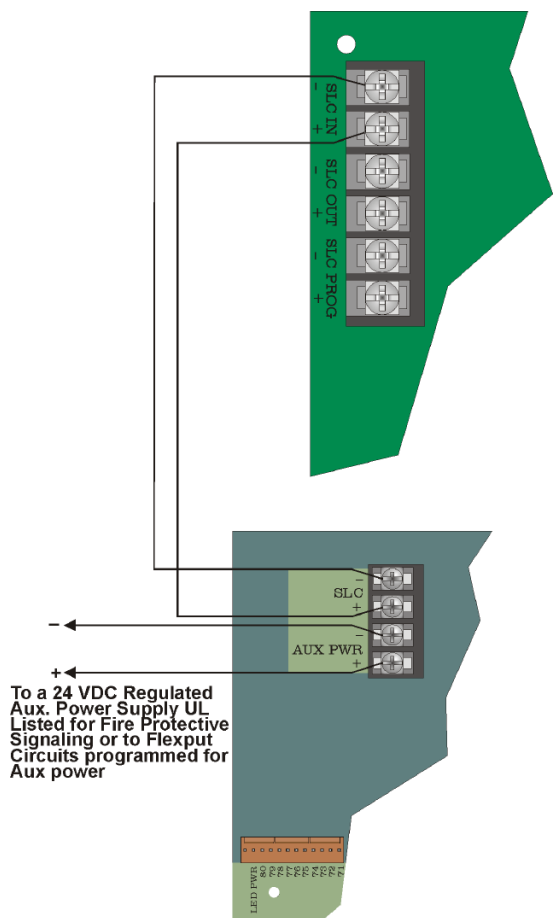 -
SLC IN
+
-
SLC OUT
+
-
SLC PROG
+
-
SLC
+
-
AUX PWR
+
-
+
To a 24 VDC Regulated
Aux. Power Supply UL
Listed for Fire Protective
Signaling or to Flexput
Circuits programmed for
Aux power
LED PWR
80
79
78
77
76
75
74
73
72
71